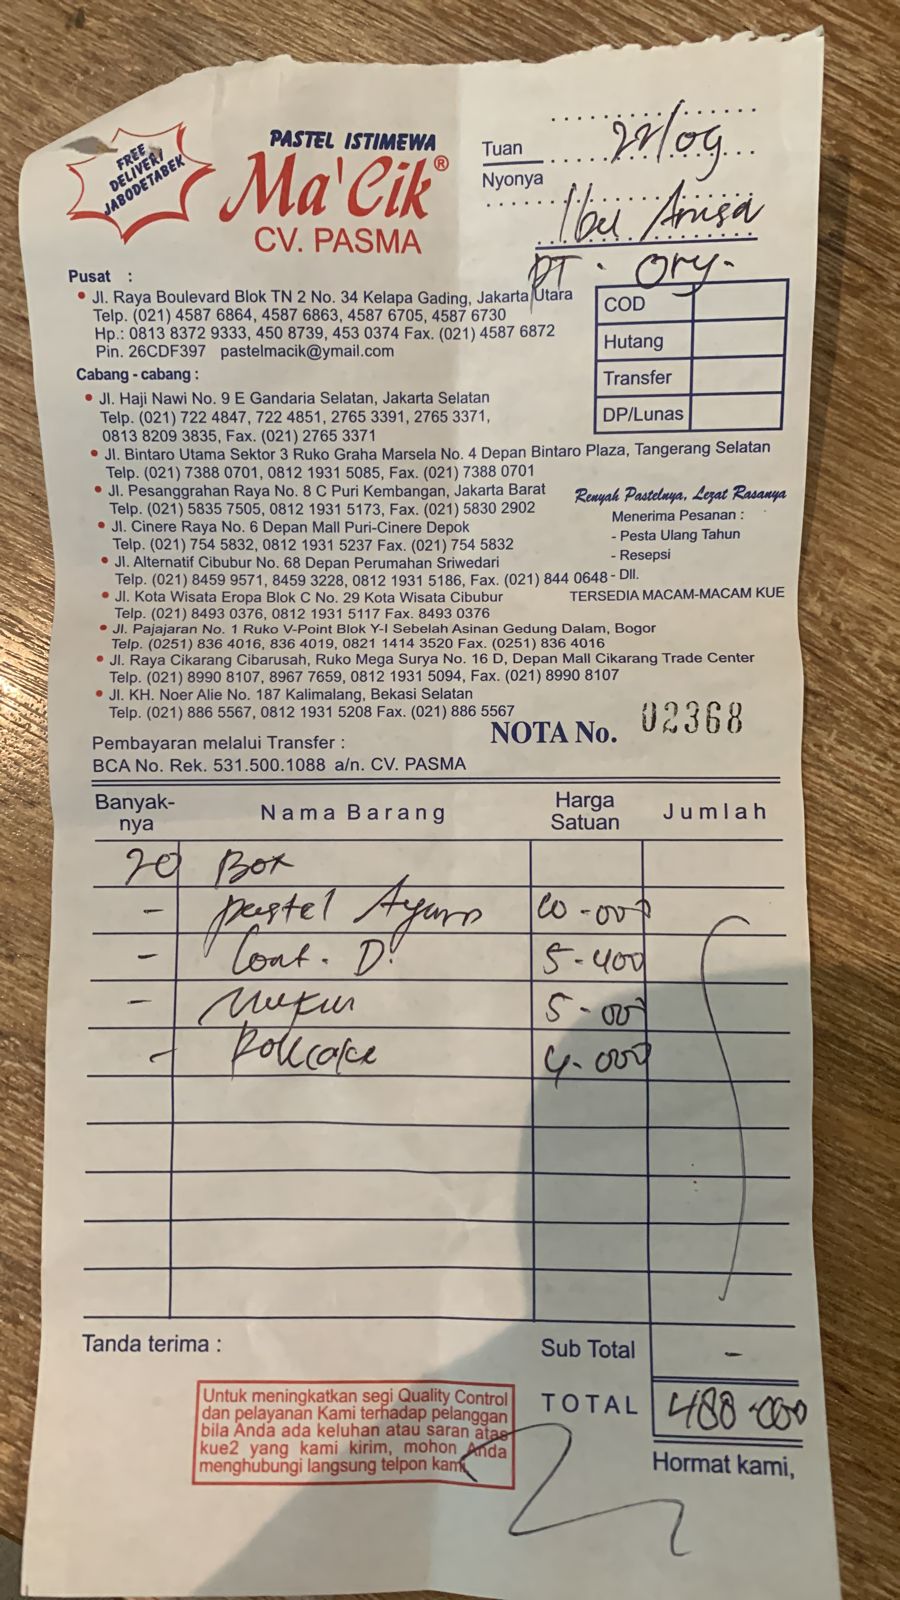 FREE
DELIVERY
JABODETABEK
PASTEL ISTIMEWA
Ma'Cik®
CV. PASMA
Tuan
Nyonya
22/09
Ibu Anisa
PT. Ory.
Pusat :
• Jl. Raya Boulevard Blok TN 2 No. 34 Kelapa Gading, Jakarta Utara
Telp. (021) 4587 6864, 4587 6863, 4587 6705, 4587 6730
Hp.: 0813 8372 9333, 450 8739, 453 0374 Fax. (021) 4587 6872
Pin. 26CDF397 pastelmacik@ymail.com
COD
Hutang
Transfer
DP/Lunas
Cabang - cabang :
• Jl. Haji Nawi No. 9 E Gandaria Selatan, Jakarta Selatan
Telp. (021) 722 4847, 722 4851, 2765 3391, 2765 3371,
0813 8209 3835, Fax. (021) 2765 3371
• Jl. Bintaro Utama Sektor 3 Ruko Graha Marsela No. 4 Depan Bintaro Plaza, Tangerang Selatan
Telp. (021) 7388 0701, 0812 1931 5085, Fax. (021) 7388 0701
• Jl. Pesanggrahan Raya No. 8 C Puri Kembangan, Jakarta Barat
Telp. (021) 5835 7505, 0812 1931 5173, Fax. (021) 5830 2902
• Jl. Cinere Raya No. 6 Depan Mall Puri-Cinere Depok
Telp. (021) 754 5832, 0812 1931 5237 Fax. (021) 754 5832
• Jl. Alternatif Cibubur No. 68 Depan Perumahan Sriwedari
Telp. (021) 8459 9571, 8459 3228, 0812 1931 5186, Fax. (021) 844 0648
• Jl. Kota Wisata Eropa Blok C No. 29 Kota Wisata Cibubur
Telp. (021) 8493 0376, 0812 1931 5117 Fax. 8493 0376
• Jl. Pajajaran No. 1 Ruko V-Point Blok Y-I Sebelah Asinan Gedung Dalam, Bogor
Telp. (0251) 836 4016, 836 4019, 0821 1414 3520 Fax. (0251) 836 4016
• Jl. Raya Cikarang Cibarusah, Ruko Mega Surya No. 16 D, Depan Mall Cikarang Trade Center
Telp. (021) 8990 8107, 8967 7659, 0812 1931 5094, Fax. (021) 8990 8107
• Jl. KH. Noer Alie No. 187 Kalimalang, Bekasi Selatan
Telp. (021) 886 5567, 0812 1931 5208 Fax. (021) 886 5567
Renyah Pastelnya, Lezat Rasanya
Menerima Pesanan :
- Pesta Ulang Tahun
- Resepsi
- Dll.
TERSEDIA MACAM-MACAM KUE
NOTA No. 02368
Pembayaran melalui Transfer :
BCA No. Rek. 531.500.1088 a/n. CV. PASMA
Banyak-nya Nama Barang Harga Satuan Jumlah
20 Box
- pastel Ayam 10-000
- Lont. D. 5-400
- 5-000
- Rollcake 4-000
Tanda terima :
Sub Total -
TOTAL 488-000
Hormat kami,
Untuk meningkatkan segi Quality Control
dan pelayanan Kami terhadap pelanggan
bila Anda ada keluhan atau saran atas
kue2 yang kami kirim, mohon Anda
menghubungi langsung telpon kami